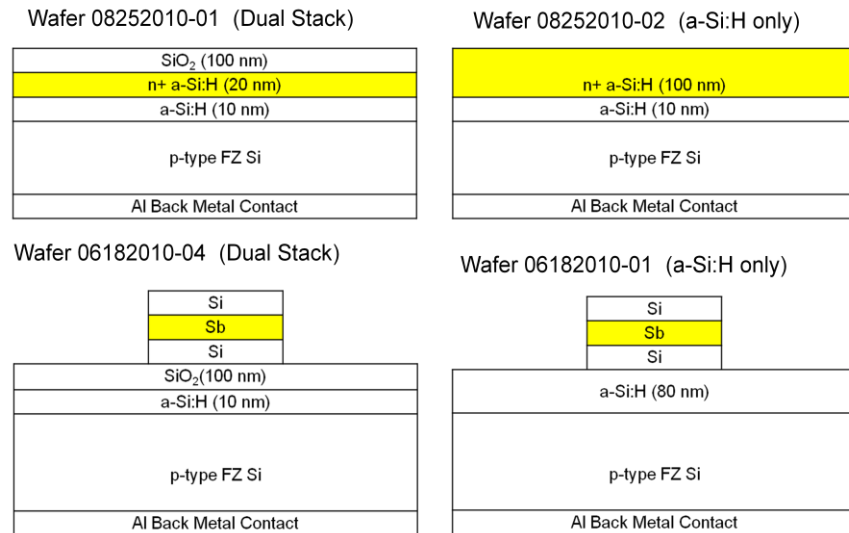 Wafer 08252010-01 (Dual Stack)
SiO₂ (100 nm)
n+ a-Si:H (20 nm)
a-Si:H (10 nm)
p-type FZ Si
Al Back Metal Contact
Wafer 08252010-02 (a-Si:H only)
n+ a-Si:H (100 nm)
a-Si:H (10 nm)
p-type FZ Si
Al Back Metal Contact
Wafer 06182010-04 (Dual Stack)
Si
Sb
Si
SiO₂(100 nm)
a-Si:H (10 nm)
p-type FZ Si
Al Back Metal Contact
Wafer 06182010-01 (a-Si:H only)
Si
Sb
Si
a-Si:H (80 nm)
p-type FZ Si
Al Back Metal Contact